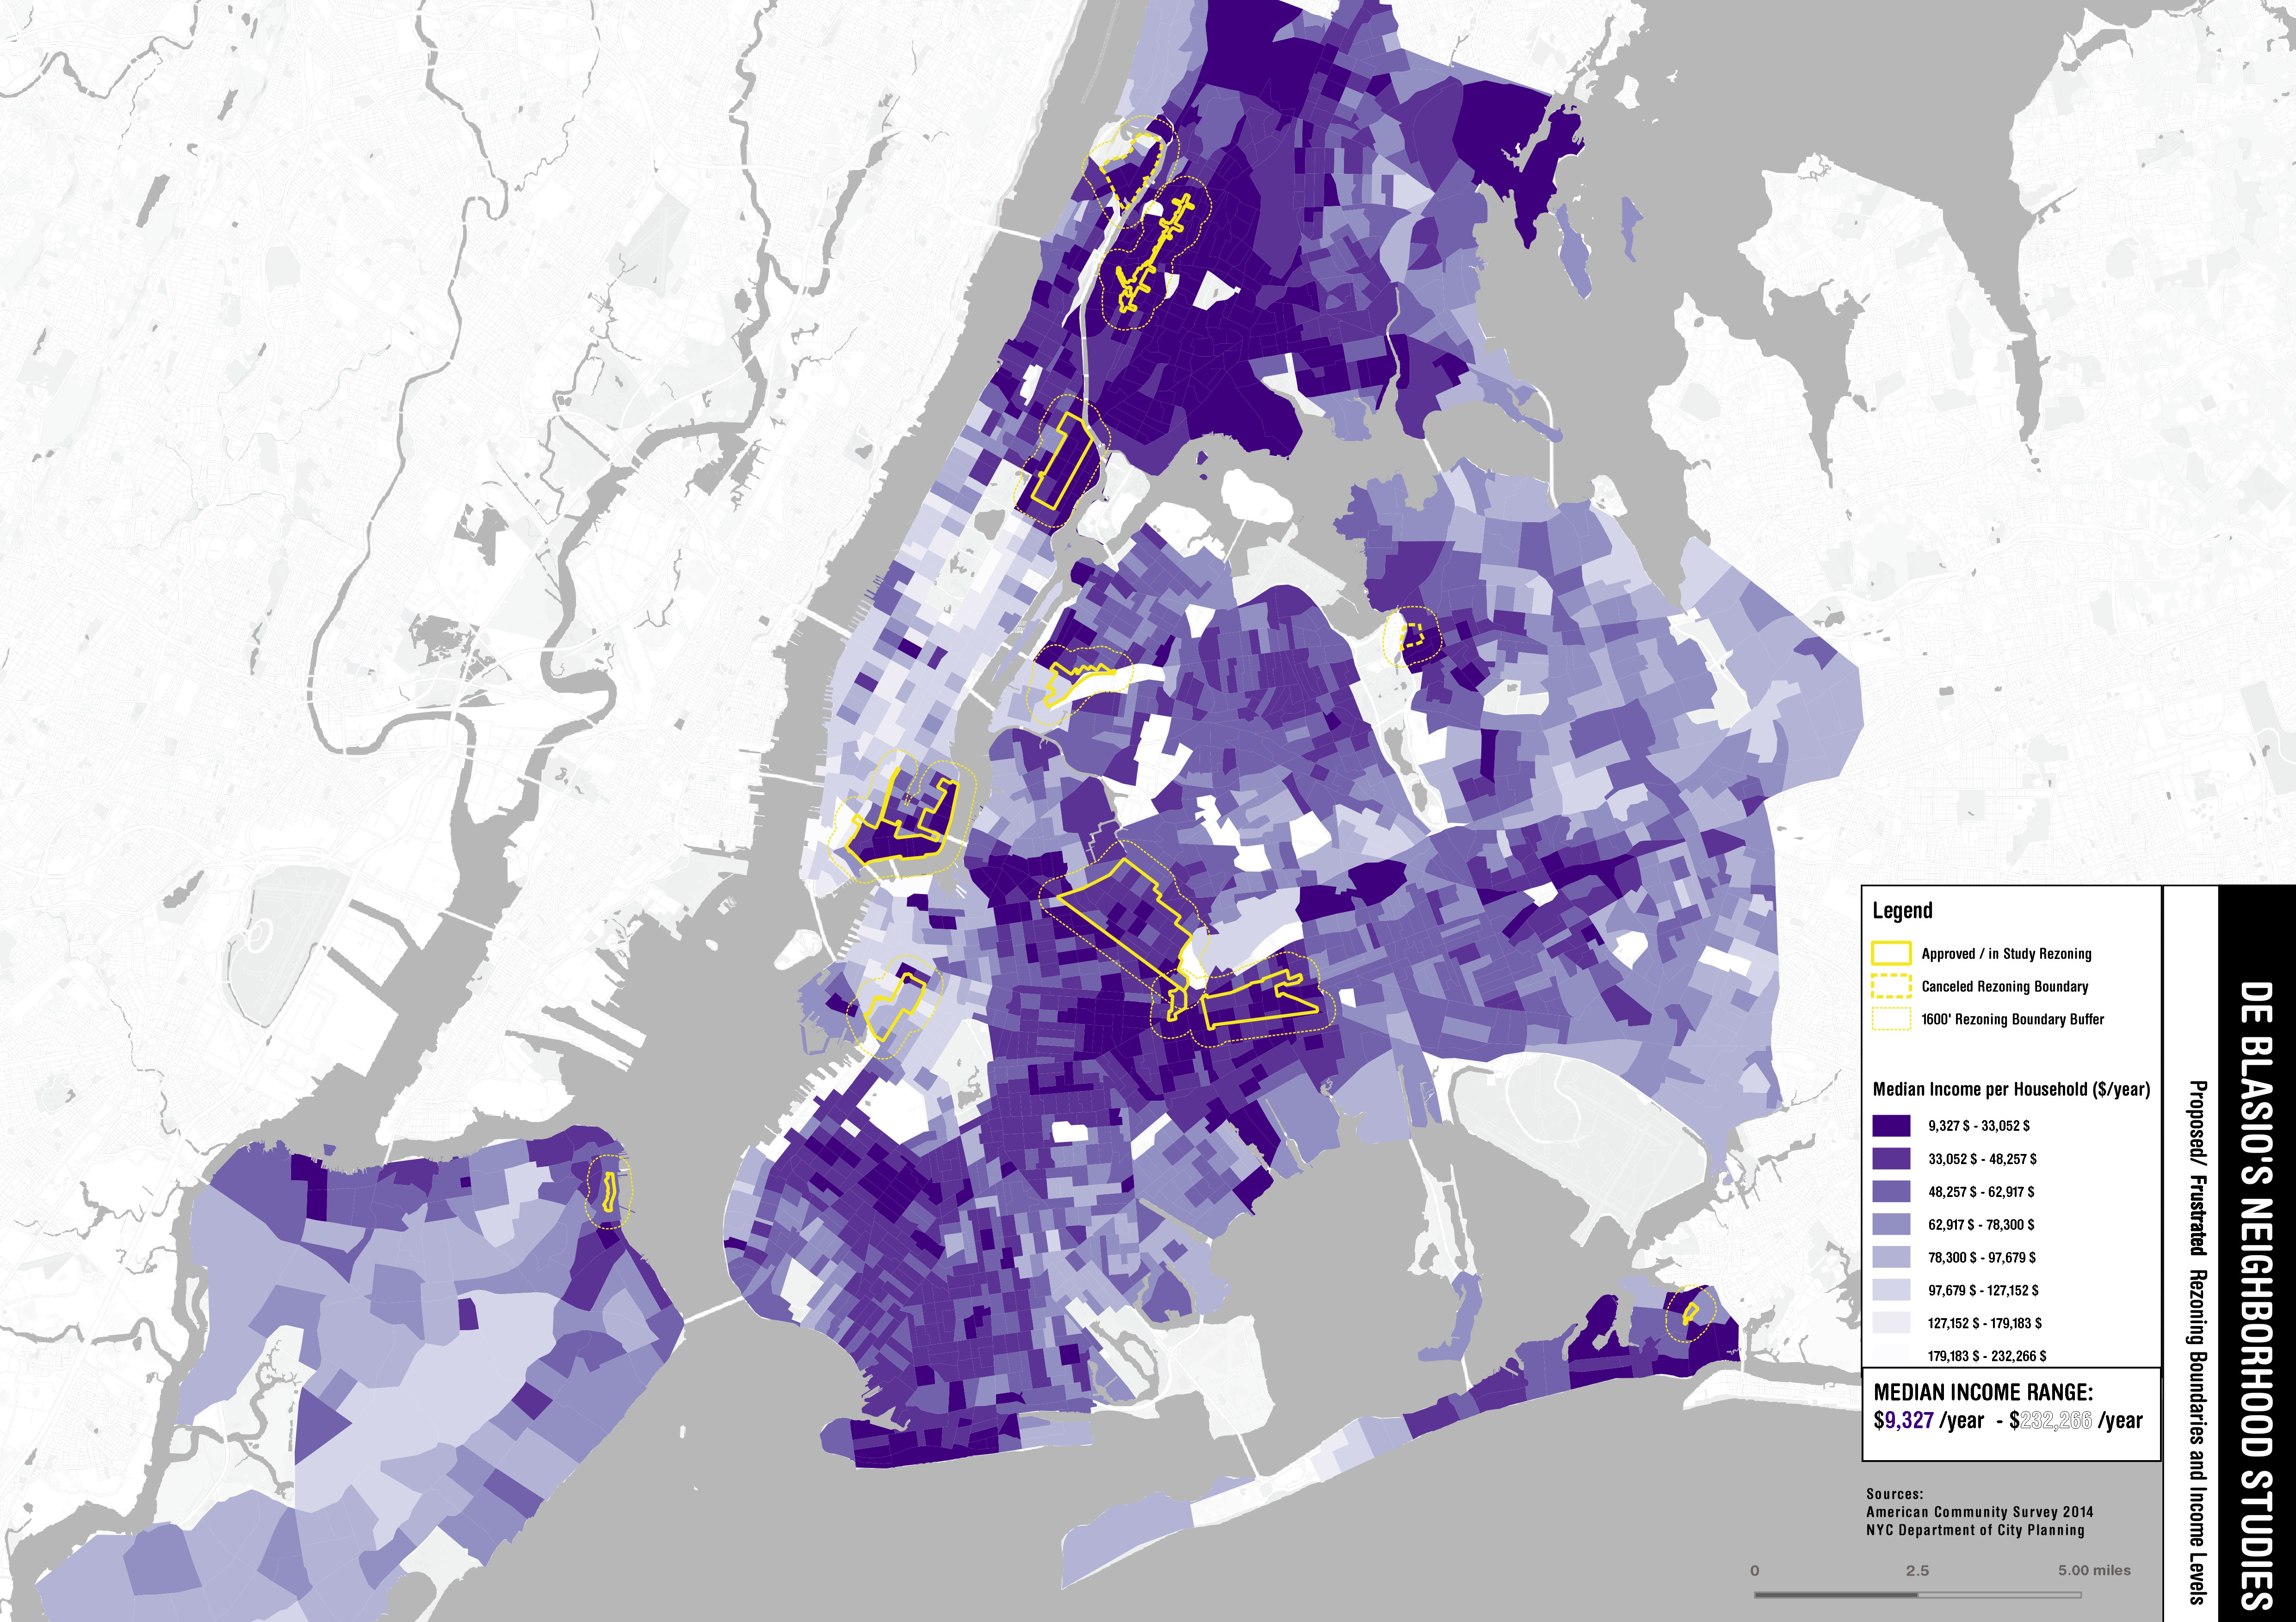 Legend
Approved / in Study Rezoning
Canceled Rezoning Boundary
1600' Rezoning Boundary Buffer
Median Income per Household ($/year)
9,327 $ - 33,052 $
33,052 $ - 48,257 $
48,257 $ - 62,917 $
62,917 $ - 78,300 $
78,300 $ - 97,679 $
97,679 $ - 127,152 $
127,152 $ - 179,183 $
179,183 $ - 232,266 $
MEDIAN INCOME RANGE:
$9,327 /year - $232,266 /year
Sources:
American Community Survey 2014
NYC Department of City Planning
0 2.5 5.00 miles
Proposed/ Frustrated Rezoning Boundaries and Income Levels
DE BLASIO'S NEIGHBORHOOD STUDIES